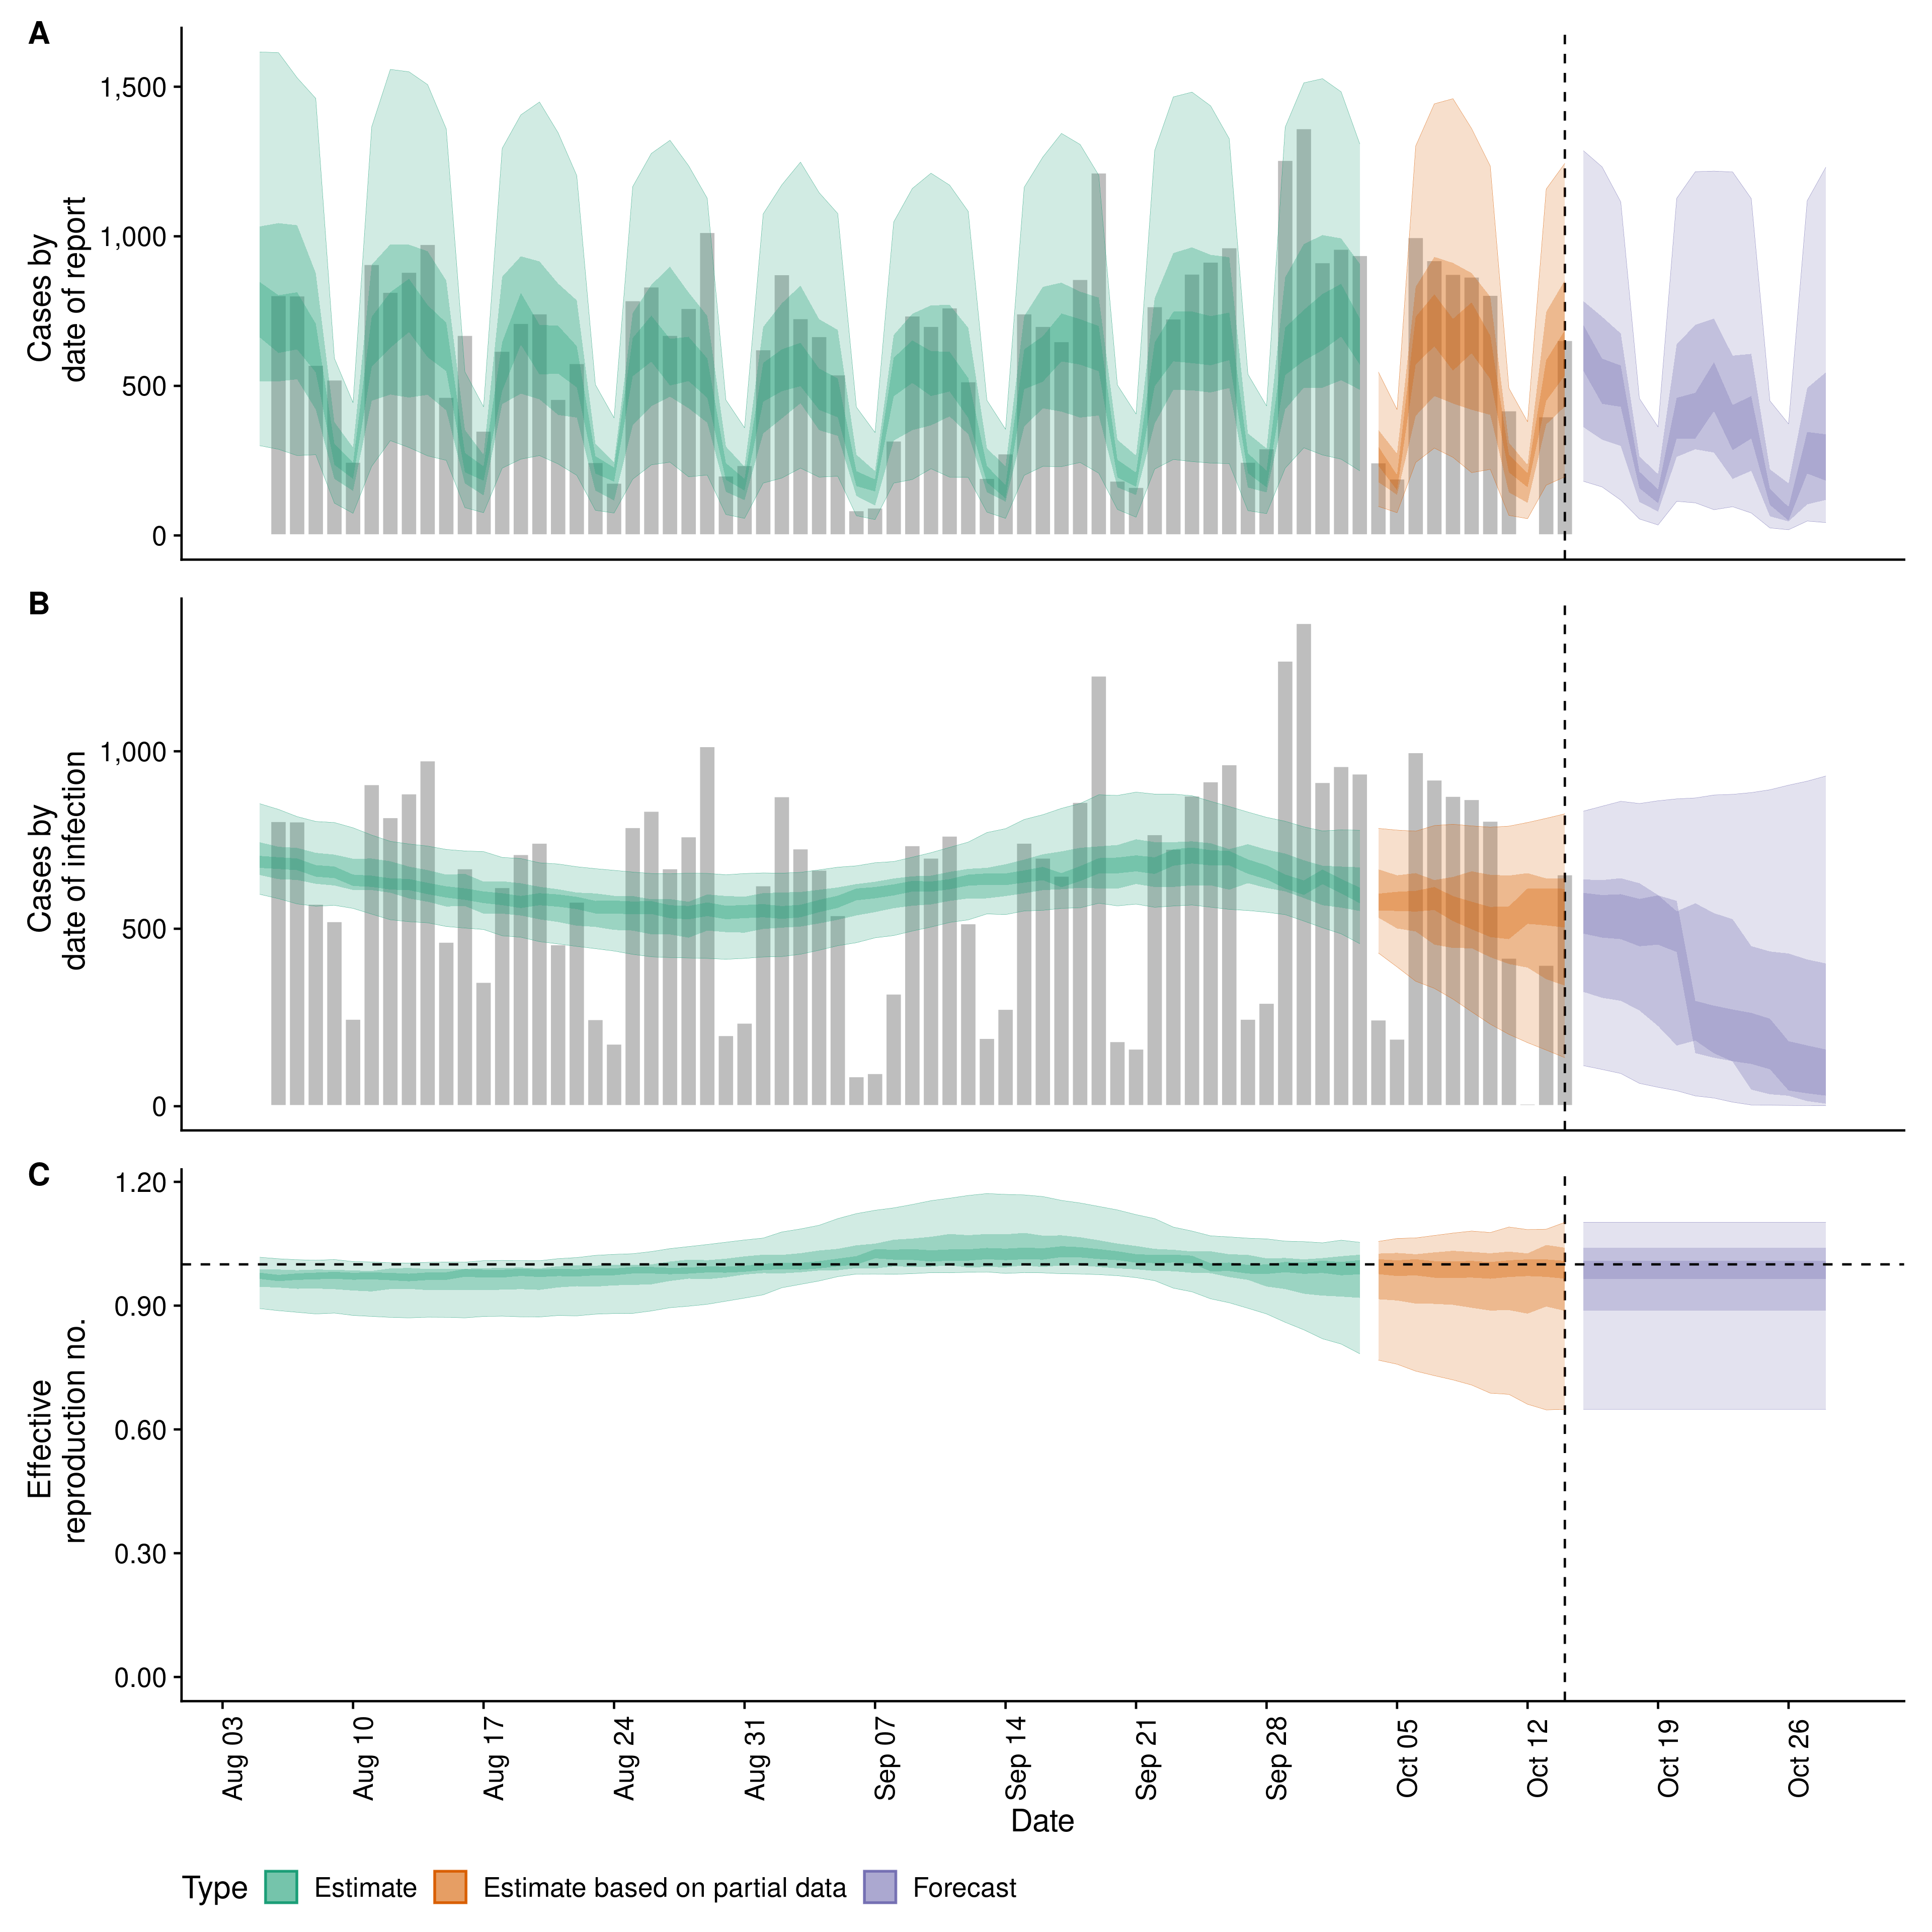 A
Cases by
date of report
1,500
1,000
500
0
B
Cases by
date of infection
1,000
500
0
C
Effective
reproduction no.
1.20
0.90
0.60
0.30
0.00
Aug 03
Aug 10
Aug 17
Aug 24
Aug 31
Sep 07
Sep 14
Sep 21
Sep 28
Oct 05
Oct 12
Oct 19
Oct 26
Date
Type Estimate Estimate based on partial data Forecast